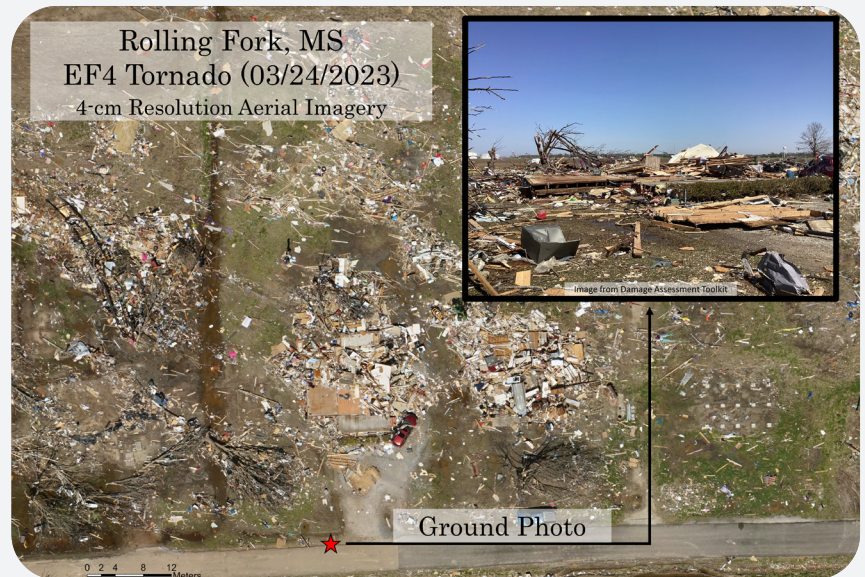 Rolling Fork, MS
EF4 Tornado (03/24/2023)
4-cm Resolution Aerial Imagery
Image from Damage Assessment Toolkit
Ground Photo
0 2 4 8 12
Meters